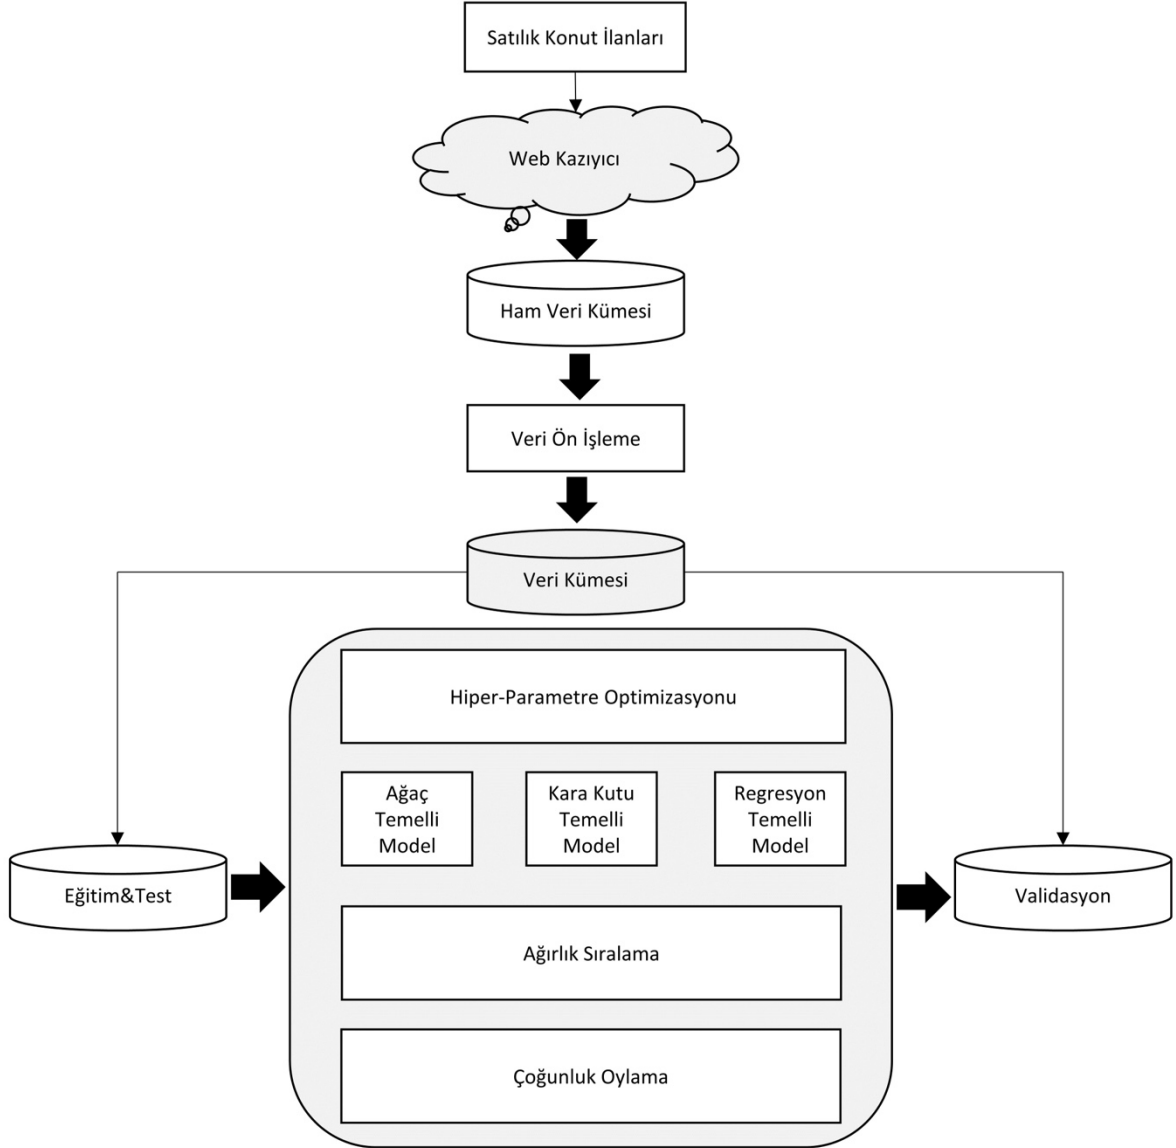 Satılık Konut İlanları
Web Kazıyıcı
Ham Veri Kümesi
Veri Ön İşleme
Veri Kümesi
Hiper-Parametre Optimizasyonu
Ağaç
Temelli
Model
Kara Kutu
Temelli
Model
Regresyon
Temelli
Model
Eğitim&Test
Validasyon
Ağırlık Sıralama
Çoğunluk Oylama